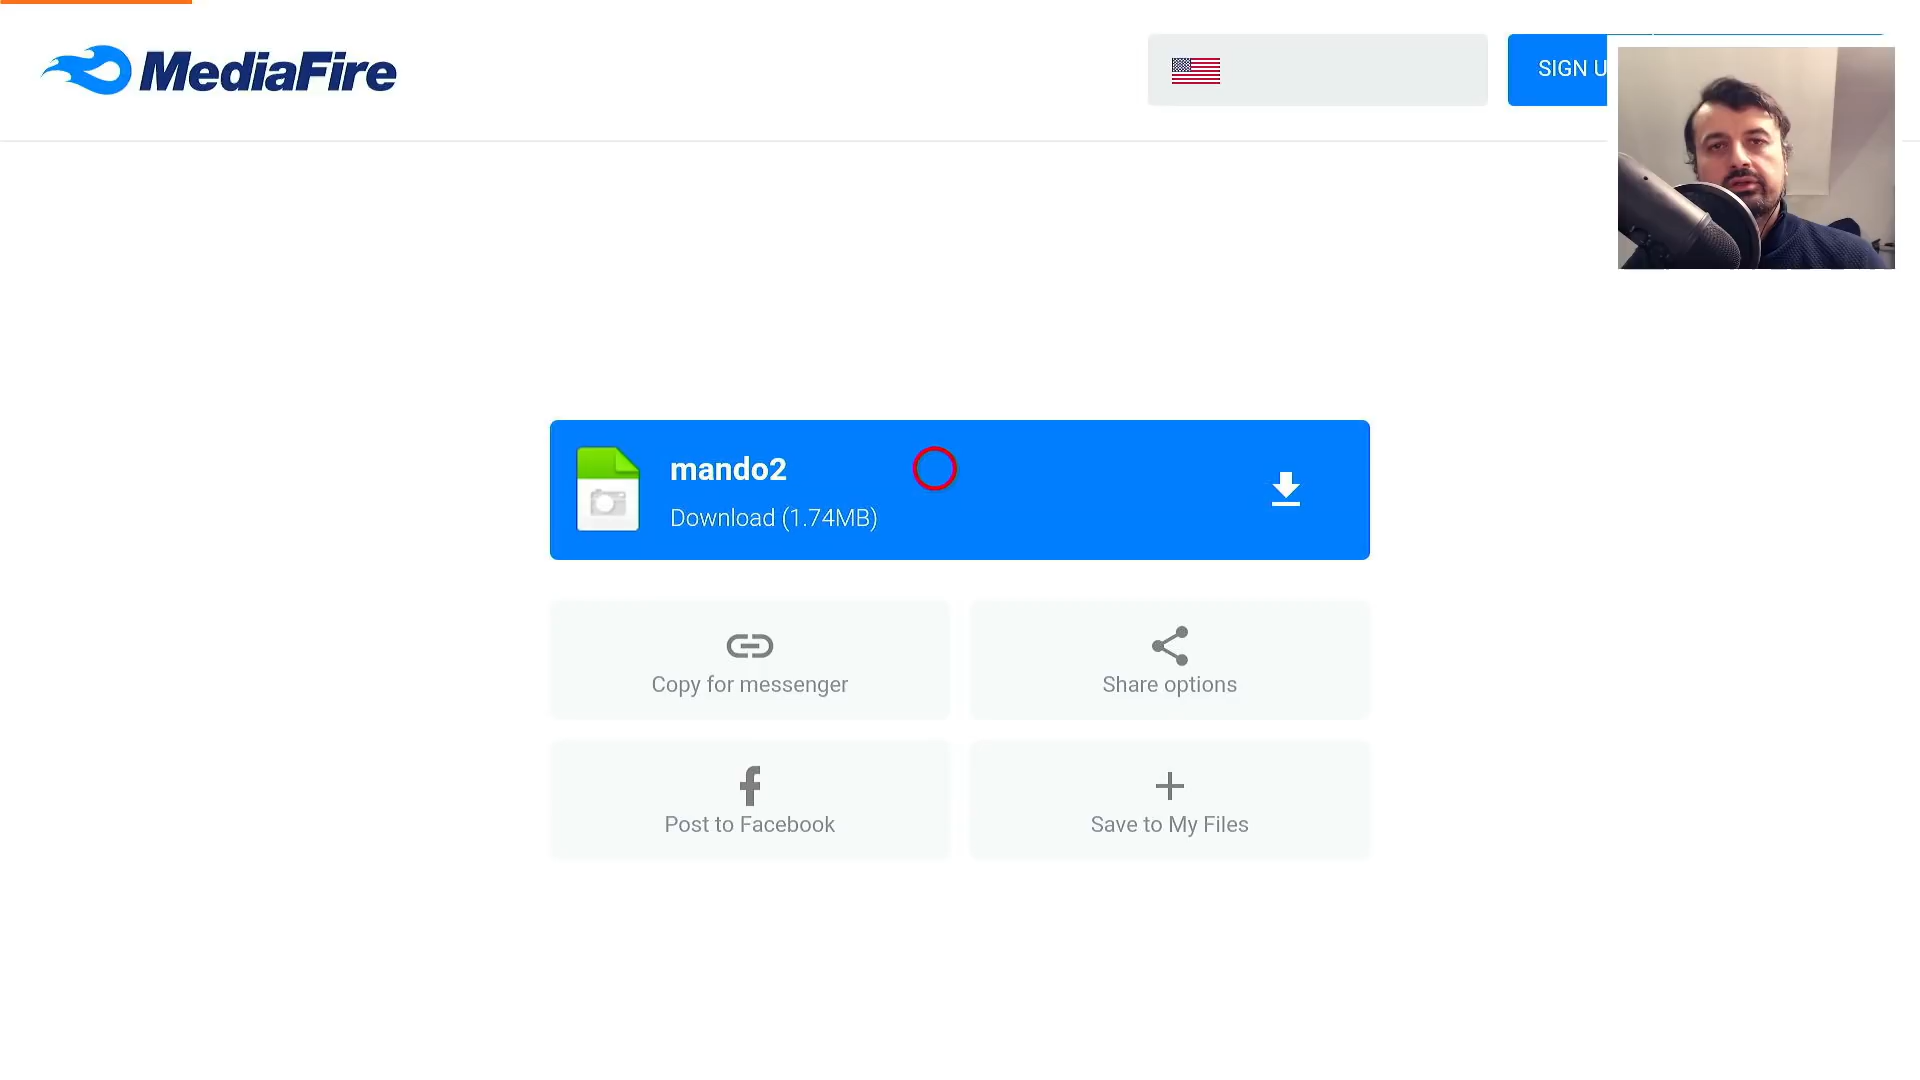 MediaFire
SIGN U
mando2
Download (1.74MB)
Copy for messenger
Share options
Post to Facebook
Save to My Files